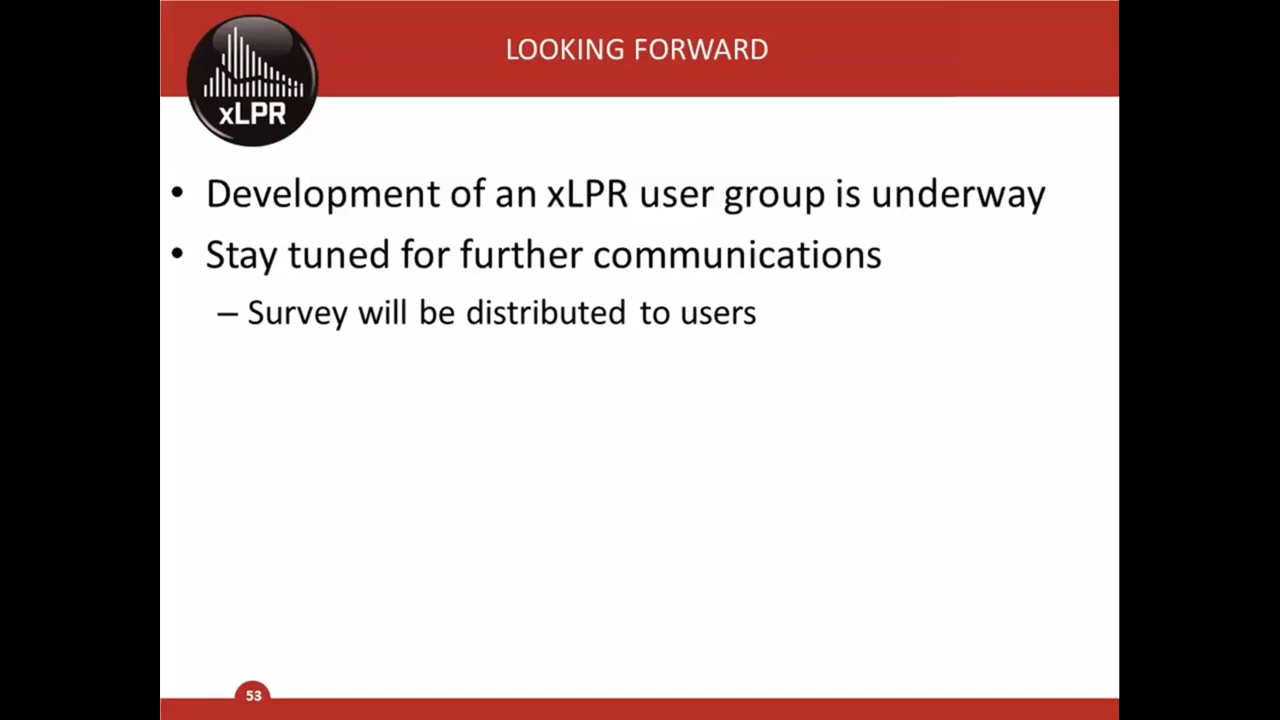 LOOKING FORWARD
xLPR
• Development of an xLPR user group is underway
• Stay tuned for further communications
– Survey will be distributed to users
53